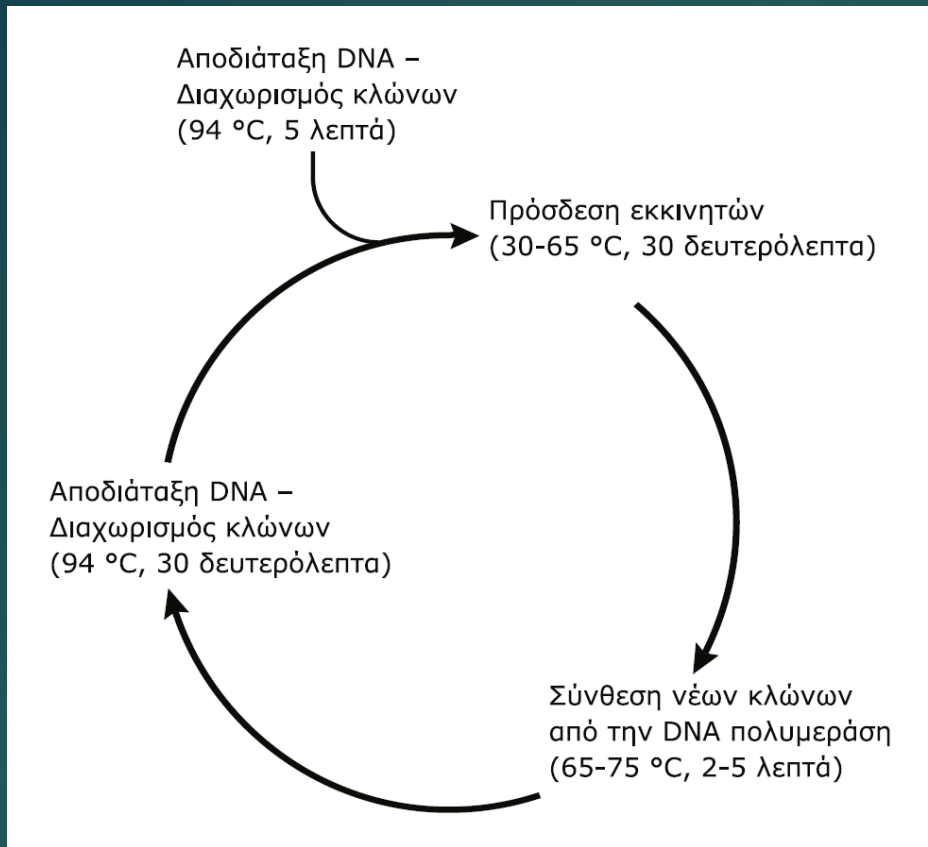 Αποδιάταξη DNA –
Διαχωρισμός κλώνων
(94 °C, 5 λεπτά)
Πρόσδεση εκκινητών
(30-65 °C, 30 δευτερόλεπτα)
Αποδιάταξη DNA –
Διαχωρισμός κλώνων
(94 °C, 30 δευτερόλεπτα)
Σύνθεση νέων κλώνων
από την DNA πολυμεράση
(65-75 °C, 2-5 λεπτά)